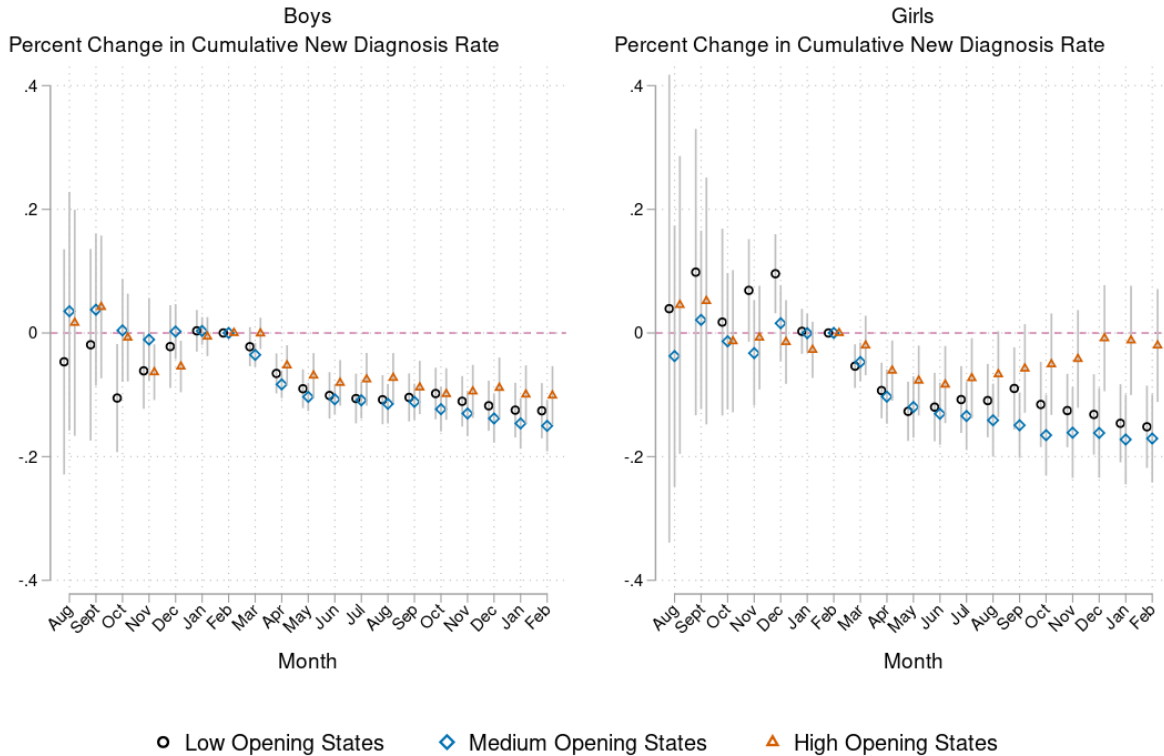 Boys
Percent Change in Cumulative New Diagnosis Rate
.4
.2
0
-.2
-.4
Aug Sept Oct Nov Dec Jan Feb Mar Apr May Jun Jul Aug Sep Oct Nov Dec Jan Feb
Month
Girls
Percent Change in Cumulative New Diagnosis Rate
.4
.2
0
-.2
-.4
Aug Sept Oct Nov Dec Jan Feb Mar Apr May Jun Jul Aug Sep Oct Nov Dec Jan Feb
Month
Low Opening States Medium Opening States High Opening States